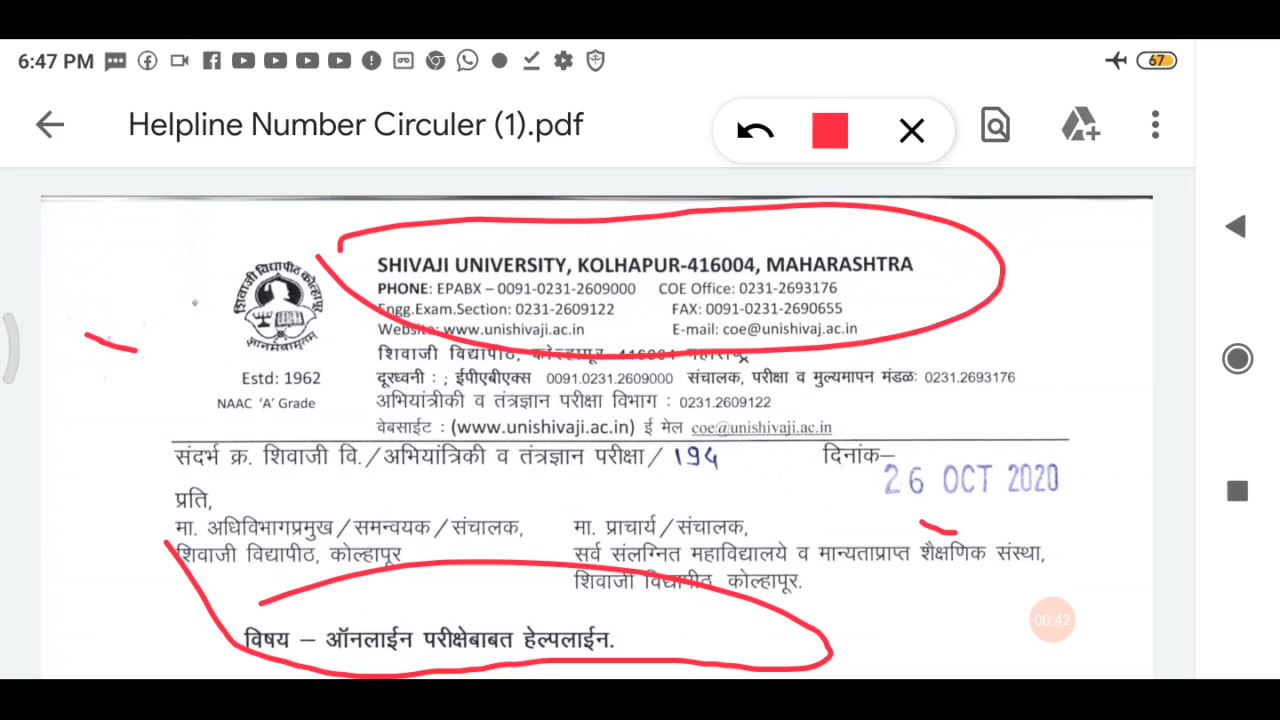 6:47 PM
67
Helpline Number Circuler (1).pdf
SHIVAJI UNIVERSITY, KOLHAPUR-416004, MAHARASHTRA
PHONE: EPABX – 0091-0231-2609000 COE Office: 0231-2693176
Engg.Exam.Section: 0231-2609122 FAX: 0091-0231-2690655
Website: www.unishivaji.ac.in E-mail: coe@unishivaj.ac.in
शिवाजी विद्यापीठ, कोल्हापूर 416004 महाराष्ट्र
शिवाजी विद्यापीठ कोल्हापूर
ज्ञानमेवामृतम्
Estd: 1962
NAAC 'A' Grade
दूरध्वनी : ; ईपीएबीएक्स 0091.0231.2609000 संचालक, परीक्षा व मुल्यमापन मंडळः 0231.2693176
अभियांत्रीकी व तंत्रज्ञान परीक्षा विभाग : 0231.2609122
वेबसाईट : (www.unishivaji.ac.in) ई मेल coe@unishivaji.ac.in
संदर्भ क्र. शिवाजी वि./अभियांत्रिकी व तंत्रज्ञान परीक्षा/ 194 दिनांक–
26 OCT 2020
प्रति,
मा. अधिविभागप्रमुख/समन्वयक/संचालक, मा. प्राचार्य/संचालक,
शिवाजी विद्यापीठ, कोल्हापूर सर्व संलग्नित महाविद्यालये व मान्यताप्राप्त शैक्षणिक संस्था,
शिवाजी विद्यापीठ कोल्हापूर.
00:42
विषय – ऑनलाईन परीक्षेबाबत हेल्पलाईन.